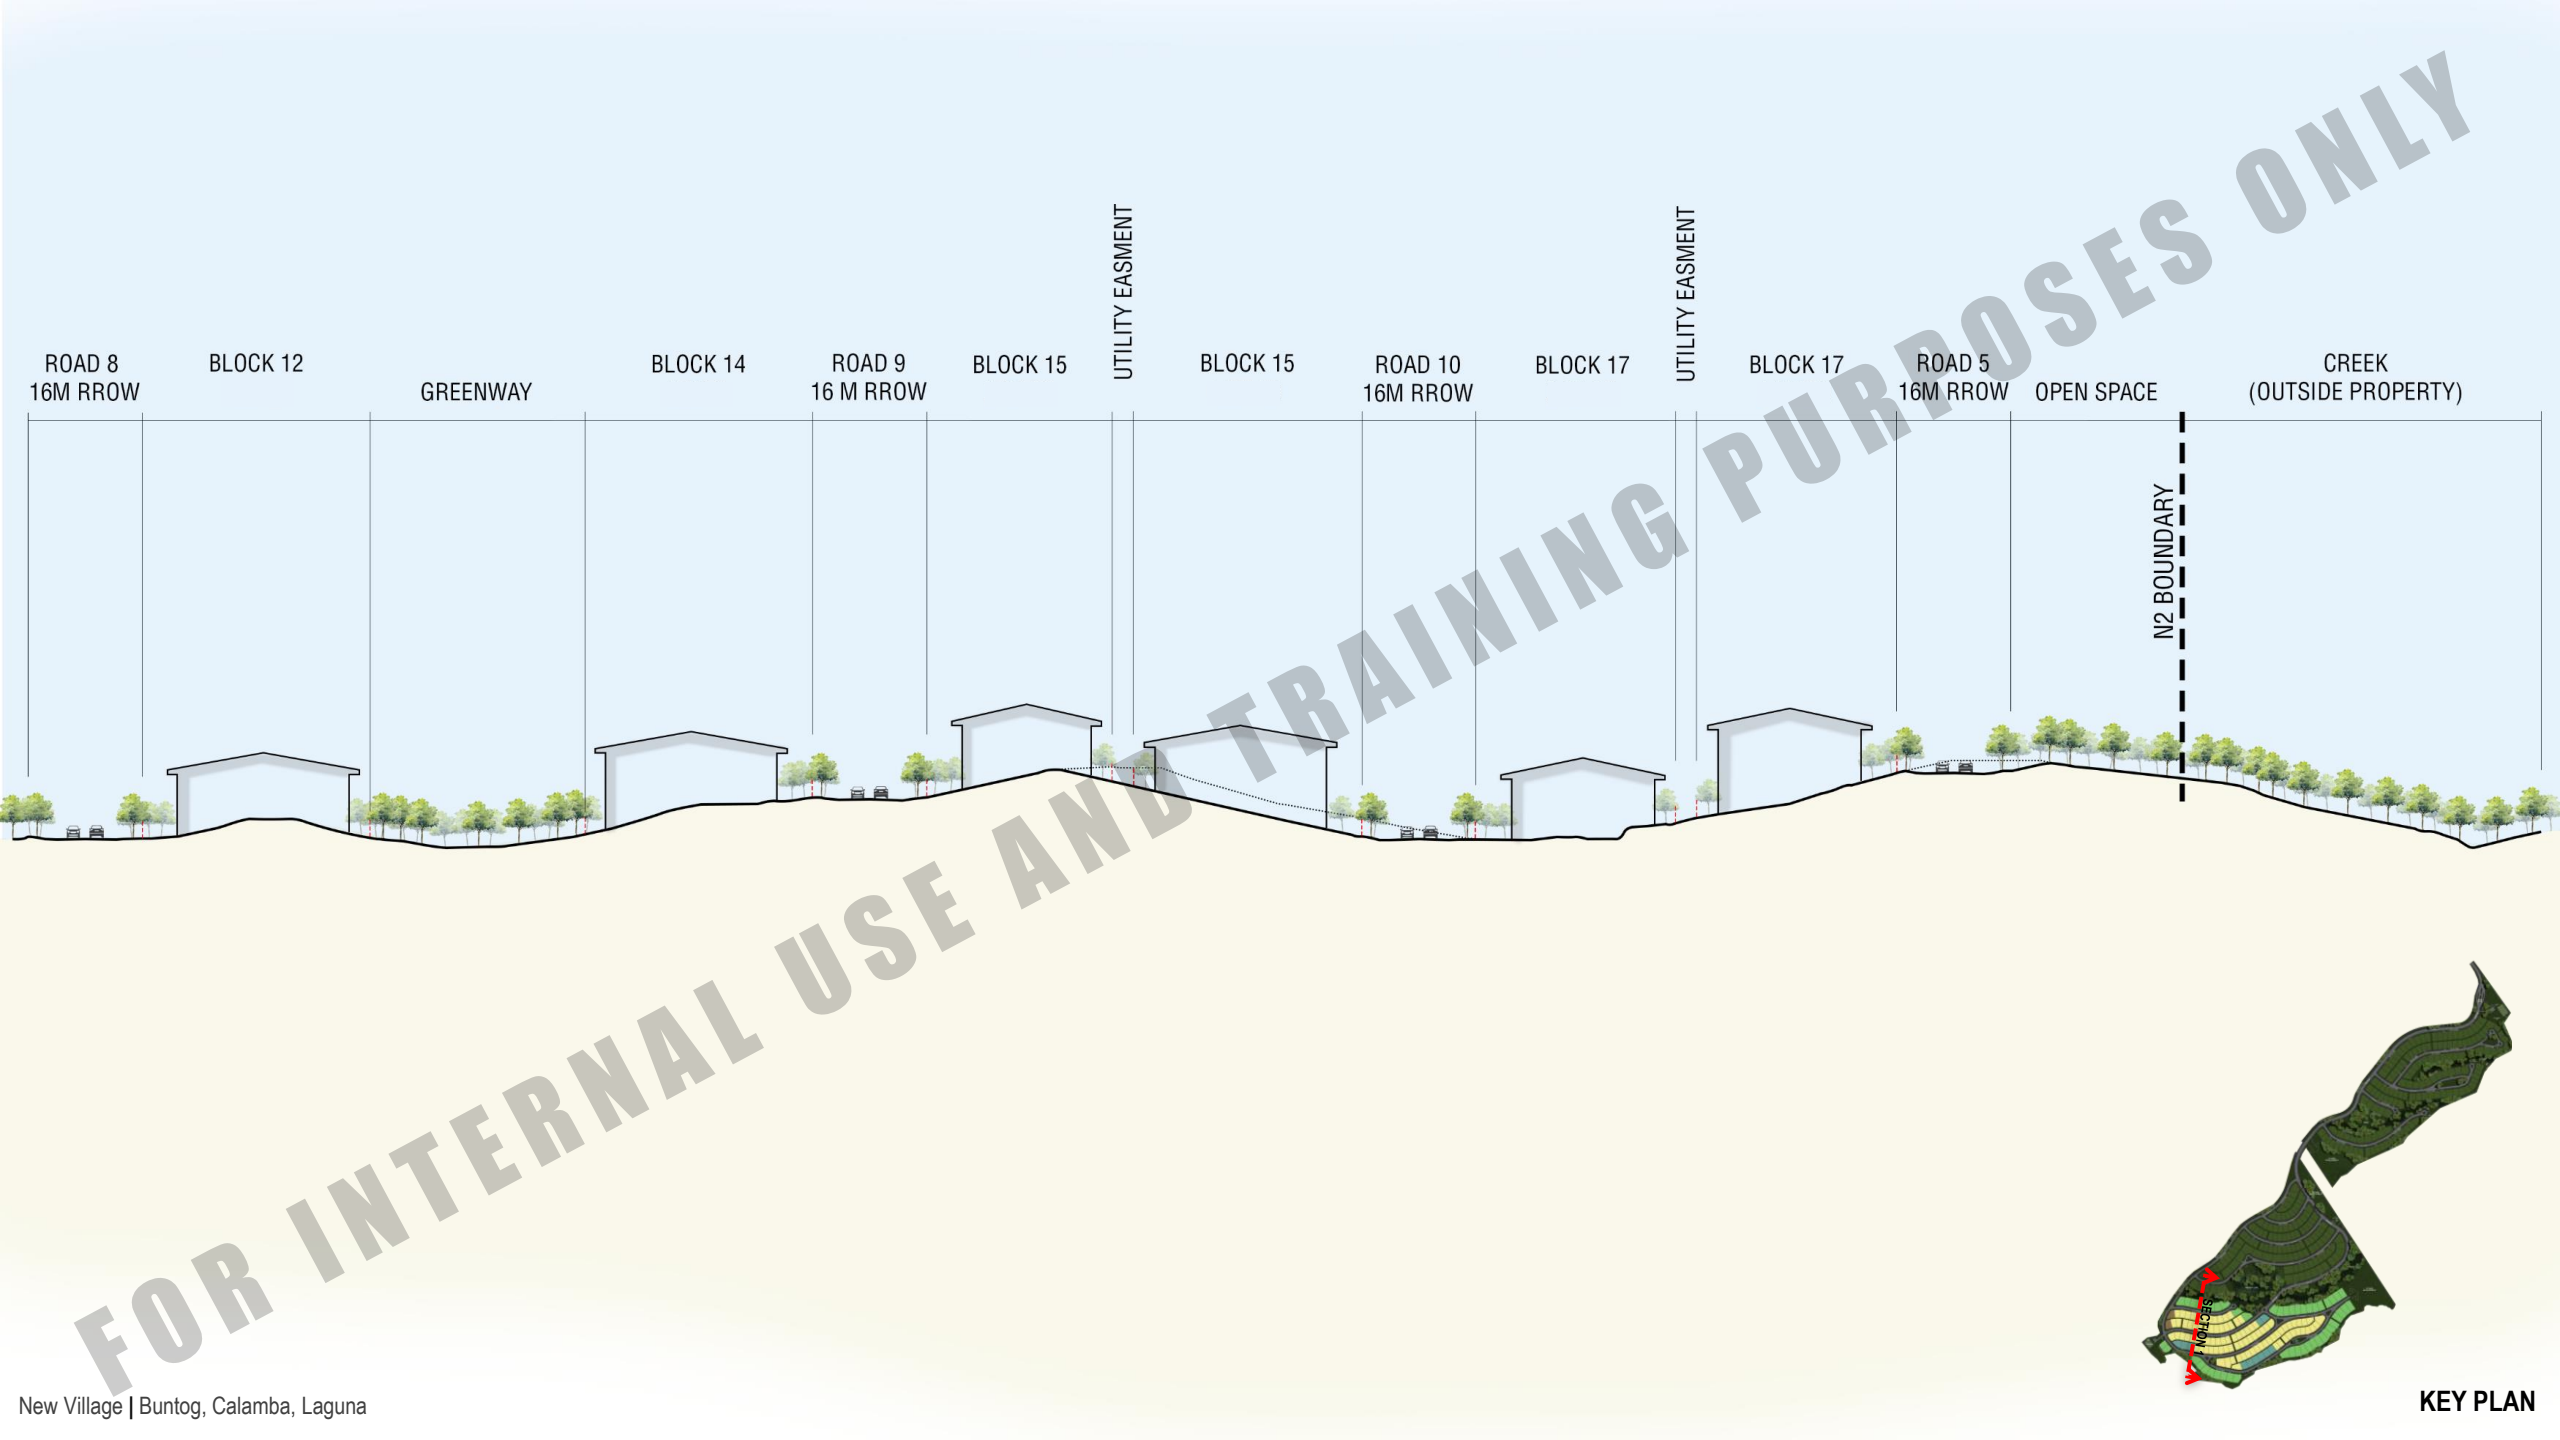 ROAD 8
16M RROW
BLOCK 12
GREENWAY
BLOCK 14
ROAD 9
16 M RROW
BLOCK 15
UTILITY EASMENT
BLOCK 15
ROAD 10
16M RROW
BLOCK 17
UTILITY EASMENT
BLOCK 17
ROAD 5
16M RROW
OPEN SPACE
CREEK
(OUTSIDE PROPERTY)
N2 BOUNDARY
FOR INTERNAL USE AND TRAINING PURPOSES ONLY
SECTION 1
New Village | Buntog, Calamba, Laguna
KEY PLAN